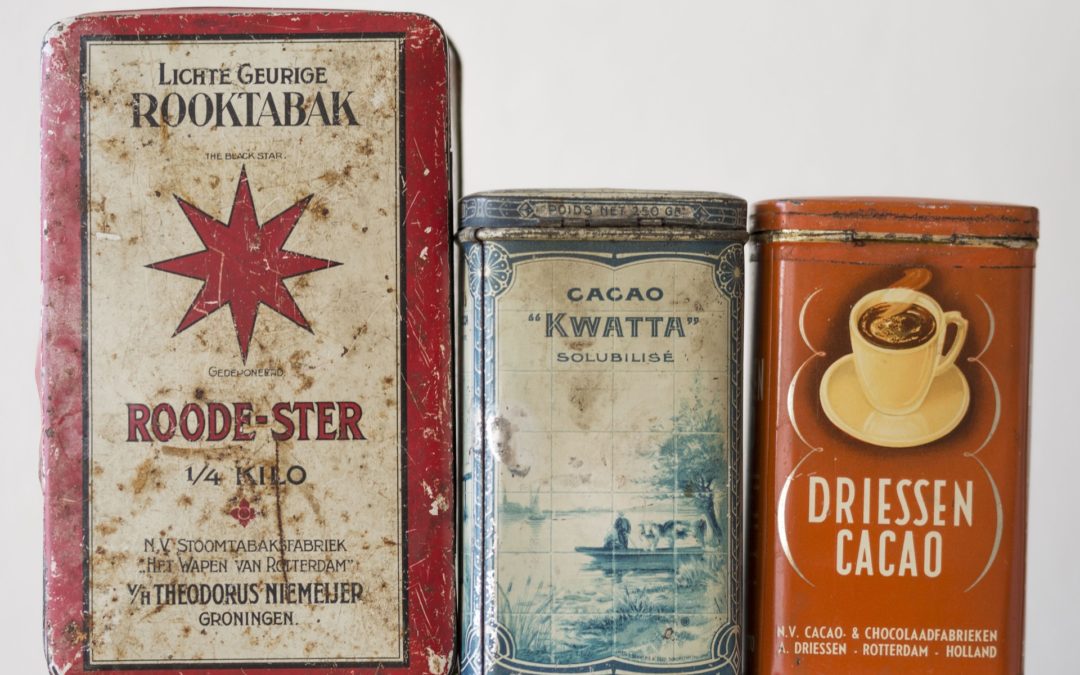 LICHTE GEURIGE
ROOKTABAK
THE BLACK STAR.
GEDEPONEERD.
ROODE-STER
1/4 KILO
N.V. STOOMTABAKSFABRIEK
„HET WAPEN VAN ROTTERDAM"
V/H THEODORUS NIEMEIJER
GRONINGEN.
POIDS NET 250 GR
CACAO
“KWATTA”
SOLUBILISÉ
DRIESSEN
CACAO
N.V. CACAO- & CHOCOLAADFABRIEKEN
A. DRIESSEN - ROTTERDAM - HOLLAND